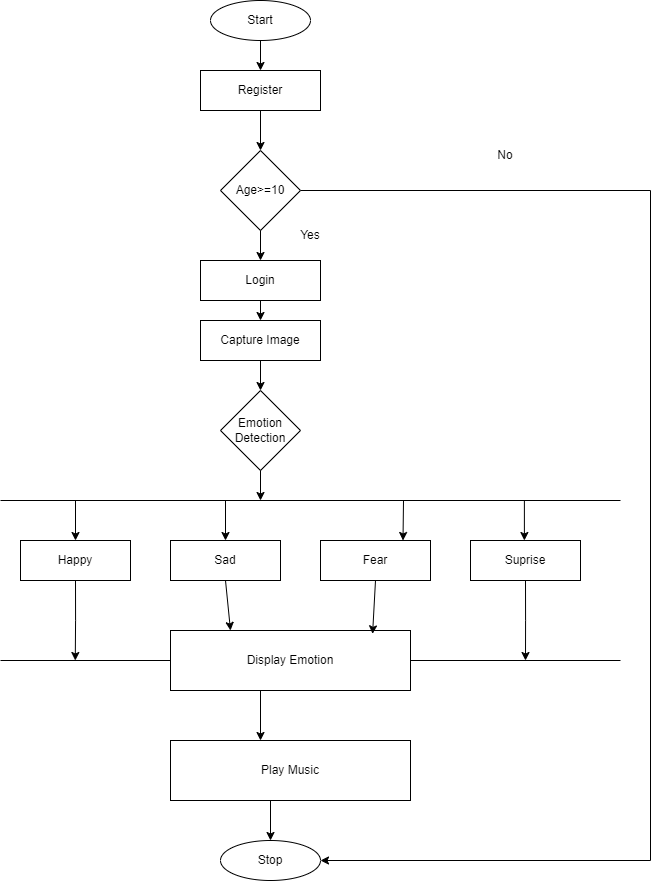 Start
Register
No
Age>=10
Yes
Login
Capture Image
Emotion
Detection
Happy
Sad
Fear
Suprise
Display Emotion
Play Music
Stop